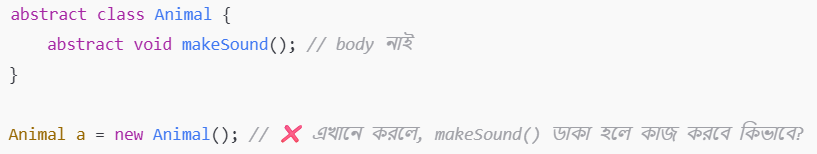 abstract class Animal {
    abstract void makeSound(); // body নাই
}
Animal a = new Animal(); // ❌ এখানে করলে, makeSound() ডাকা হলে কাজ করবে কিভাবে?